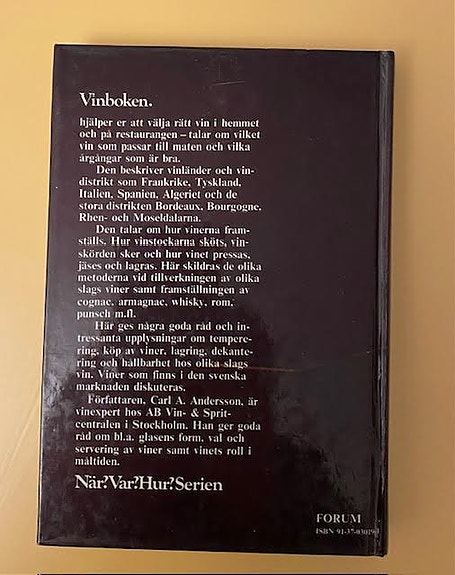 Vinboken.
hjälper er att välja rätt vin i hemmet
och på restaurangen – talar om vilket
vin som passar till maten och vilka
årgångar som är bra.
Den beskriver vinländer och vin-
distrikt som Frankrike, Tyskland,
Italien, Spanien, Algeriet och de
stora distrikten Bordeaux, Bourgogne,
Rhen- och Moseldalarna.
Den talar om hur vinerna fram-
ställs. Hur vinstockarna sköts, vin-
skörden sker och hur vinet pressas,
jäses och lagras. Här skildras de olika
metoderna vid tillverkningen av olika
slags viner samt framställningen av
cognac, armagnac, whisky, rom,
punsch m.fl.
Här ges några goda råd och in-
tressanta upplysningar om tempere-
ring, köp av viner, lagring, dekante-
ring och hållbarhet hos olika slags
vin. Viner som finns i den svenska
marknaden diskuteras.
Författaren, Carl A. Andersson, är
vinexpert hos AB Vin- & Sprit-
centralen i Stockholm. Han ger goda
råd om bl.a. glasens form, val och
servering av viner samt vinets roll i
måltiden.
När?Var?Hur?Serien
FORUM
ISBN 91-37-